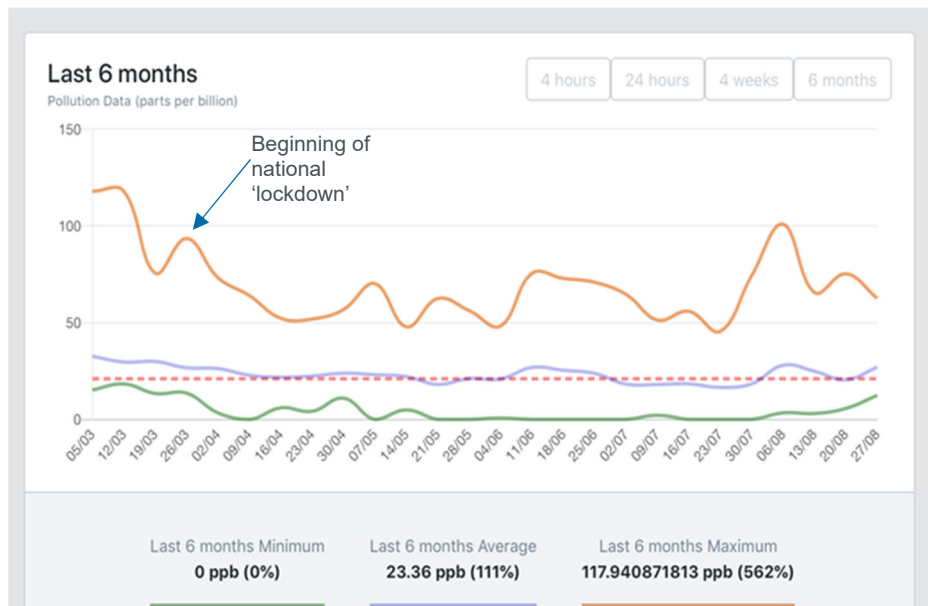 Last 6 months
Pollution Data (parts per billion)
4 hours
24 hours
4 weeks
6 months
Beginning of
national
‘lockdown’
150
100
50
0
05/03
12/03
19/03
26/03
02/04
09/04
16/04
23/04
30/04
07/05
14/05
21/05
28/05
04/06
11/06
18/06
25/06
02/07
09/07
16/07
23/07
30/07
06/08
13/08
20/08
27/08
Last 6 months Minimum
0 ppb (0%)
Last 6 months Average
23.36 ppb (111%)
Last 6 months Maximum
117.940871813 ppb (562%)